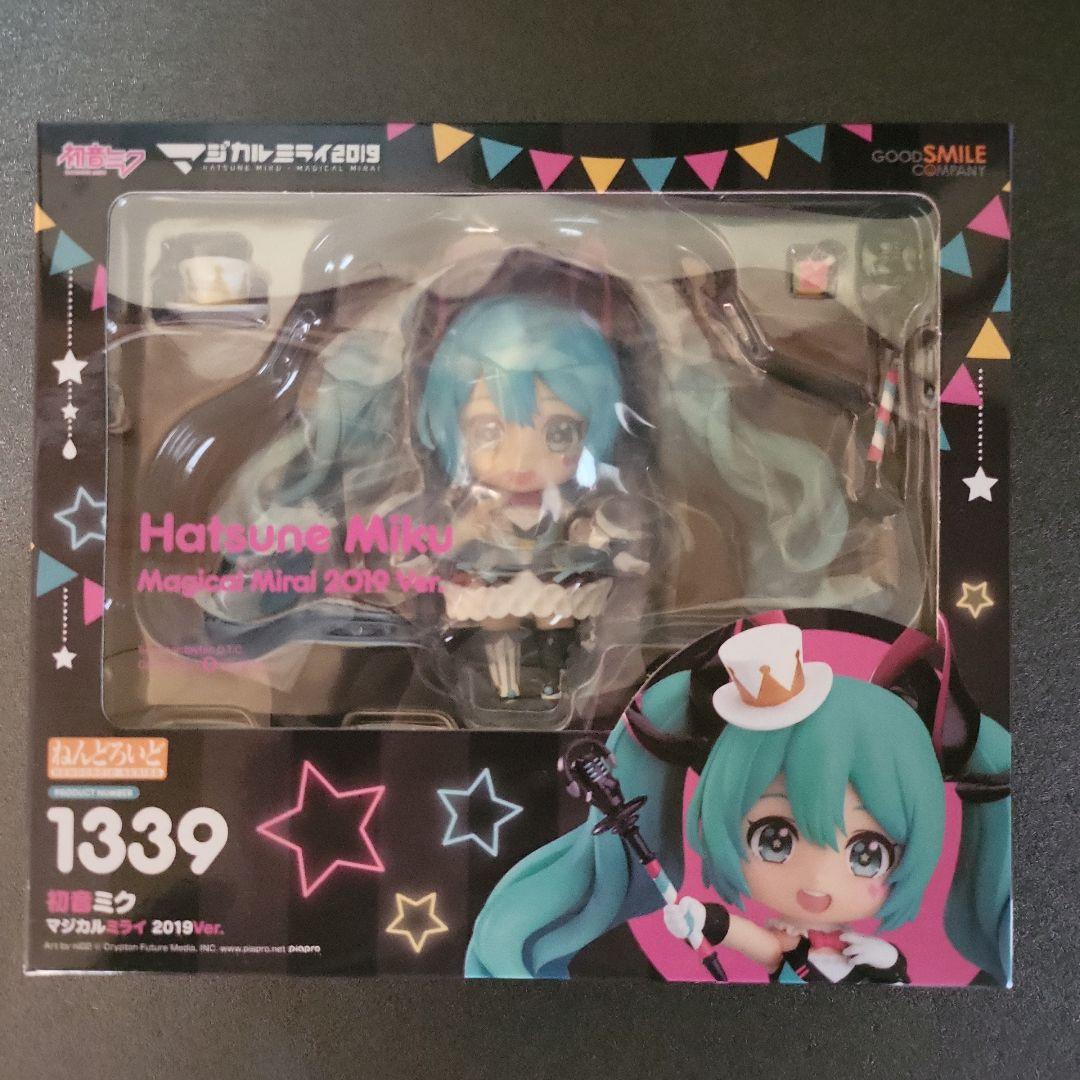 初音ミク
マジカルミライ2019
HATSUNE MIKU - MAGICAL MIRAI
GOOD SMILE
COMPANY
Hatsune Miku
Magical Mirai 2019 Ver.
ねんどろいど
NENDOROID SERIES
PRODUCT NUMBER
1339
初音ミク
マジカルミライ 2019Ver.
Art by nidz © Crypton Future Media, INC. www.piapro.net piapro